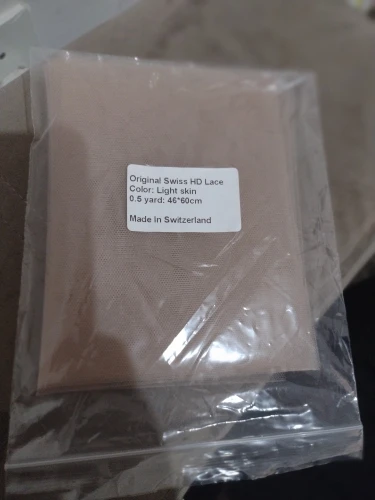 Original Swiss HD Lace
Color: Light skin
0.5 yard: 46*60cm
Made in Switzerland